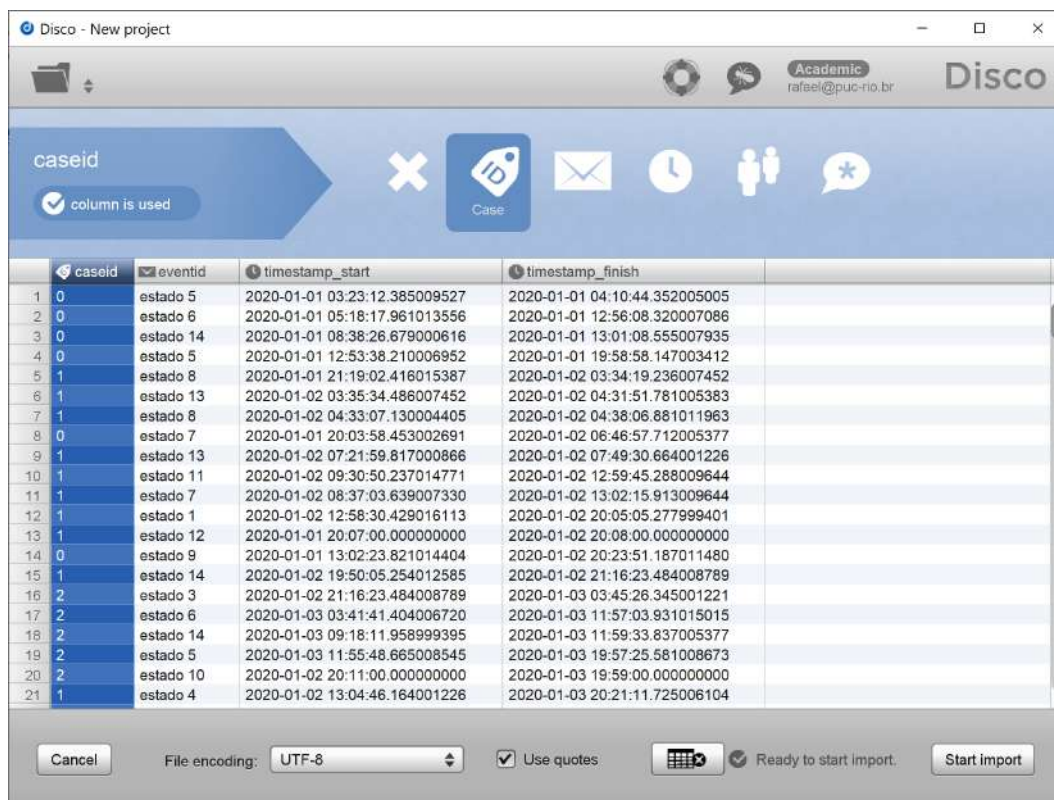 Disco - New project
Academic
rafael@puc-rio.br
Disco
caseid
column is used
ID
Case
caseid eventid timestamp_start timestamp_finish
1 0 estado 5 2020-01-01 03:23:12.385009527 2020-01-01 04:10:44.352005005
2 0 estado 6 2020-01-01 05:18:17.961013556 2020-01-01 12:56:08.320007086
3 0 estado 14 2020-01-01 08:38:26.679000616 2020-01-01 13:01:08.555007935
4 0 estado 5 2020-01-01 12:53:38.210006952 2020-01-01 19:58:58.147003412
5 1 estado 8 2020-01-01 21:19:02.416015387 2020-01-02 03:34:19.236007452
6 1 estado 13 2020-01-02 03:35:34.486007452 2020-01-02 04:31:51.781005383
7 1 estado 8 2020-01-02 04:33:07.130004405 2020-01-02 04:38:06.881011963
8 0 estado 7 2020-01-01 20:03:58.453002691 2020-01-02 06:46:57.712005377
9 1 estado 13 2020-01-02 07:21:59.817000866 2020-01-02 07:49:30.664001226
10 1 estado 11 2020-01-02 09:30:50.237014771 2020-01-02 12:59:45.288009644
11 1 estado 7 2020-01-02 08:37:03.639007330 2020-01-02 13:02:15.913009644
12 1 estado 1 2020-01-02 12:58:30.429016113 2020-01-02 20:05:05.277999401
13 1 estado 12 2020-01-01 20:07:00.000000000 2020-01-02 20:08:00.000000000
14 0 estado 9 2020-01-01 13:02:23.821014404 2020-01-02 20:23:51.187011480
15 1 estado 14 2020-01-02 19:50:05.254012585 2020-01-02 21:16:23.484008789
16 2 estado 3 2020-01-02 21:16:23.484008789 2020-01-03 03:45:26.345001221
17 2 estado 6 2020-01-03 03:41:41.404006720 2020-01-03 11:57:03.931015015
18 2 estado 14 2020-01-03 09:18:11.958999395 2020-01-03 11:59:33.837005377
19 2 estado 5 2020-01-03 11:55:48.665008545 2020-01-03 19:57:25.581008673
20 2 estado 10 2020-01-02 20:11:00.000000000 2020-01-03 19:59:00.000000000
21 1 estado 4 2020-01-02 13:04:46.164001226 2020-01-03 20:21:11.725006104
Cancel File encoding: UTF-8 Use quotes Ready to start import. Start import